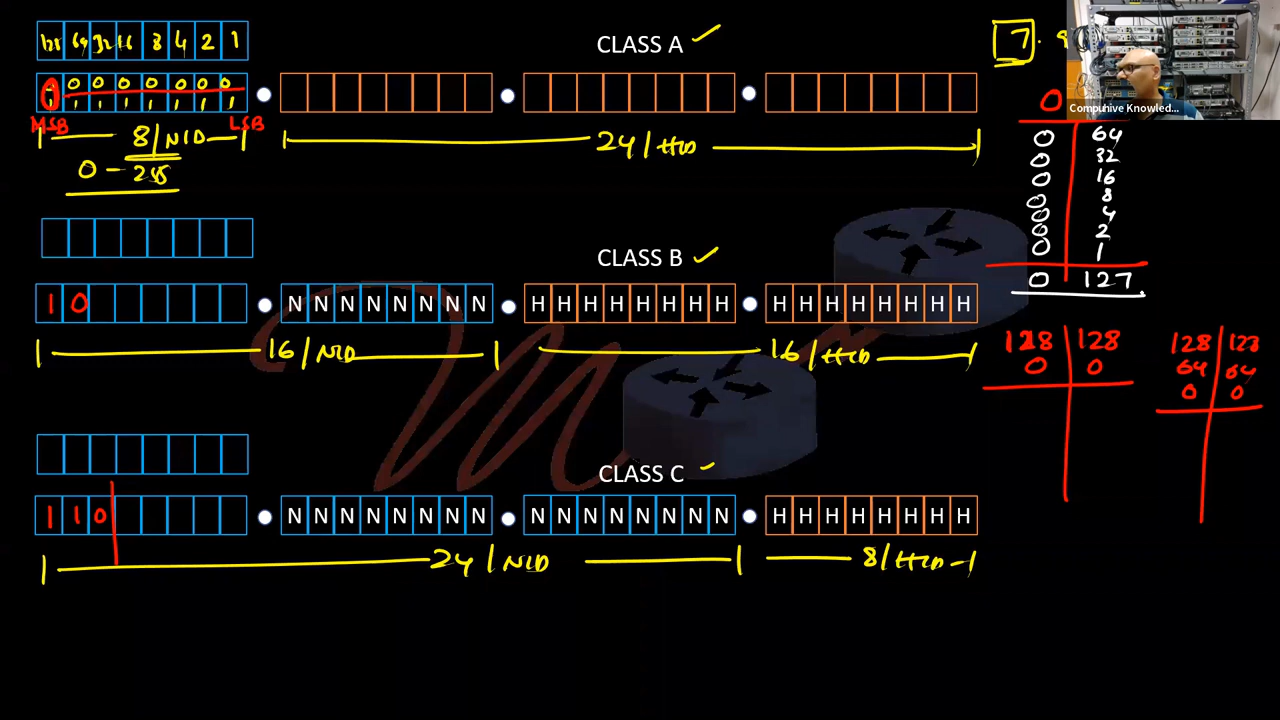 128 64 32 16 8 4 2 1
CLASS A
7.
0 0 0 0 0 0 0
1 1 1 1 1 1 1
MSB LSB
8/NID
24/HID
0 - 255
Compuhive Knowled...
0
0 64
0 32
0 16
0 8
0 4
0 2
0 1
0 127
CLASS B
1 0
N N N N N N N N
H H H H H H H H
H H H H H H H H
16/NID
16/HID
128 128
0 0
128 128
64 64
0 0
CLASS C
1 1 0
N N N N N N N N
N N N N N N N N
H H H H H H H H
24/NID
8/HID